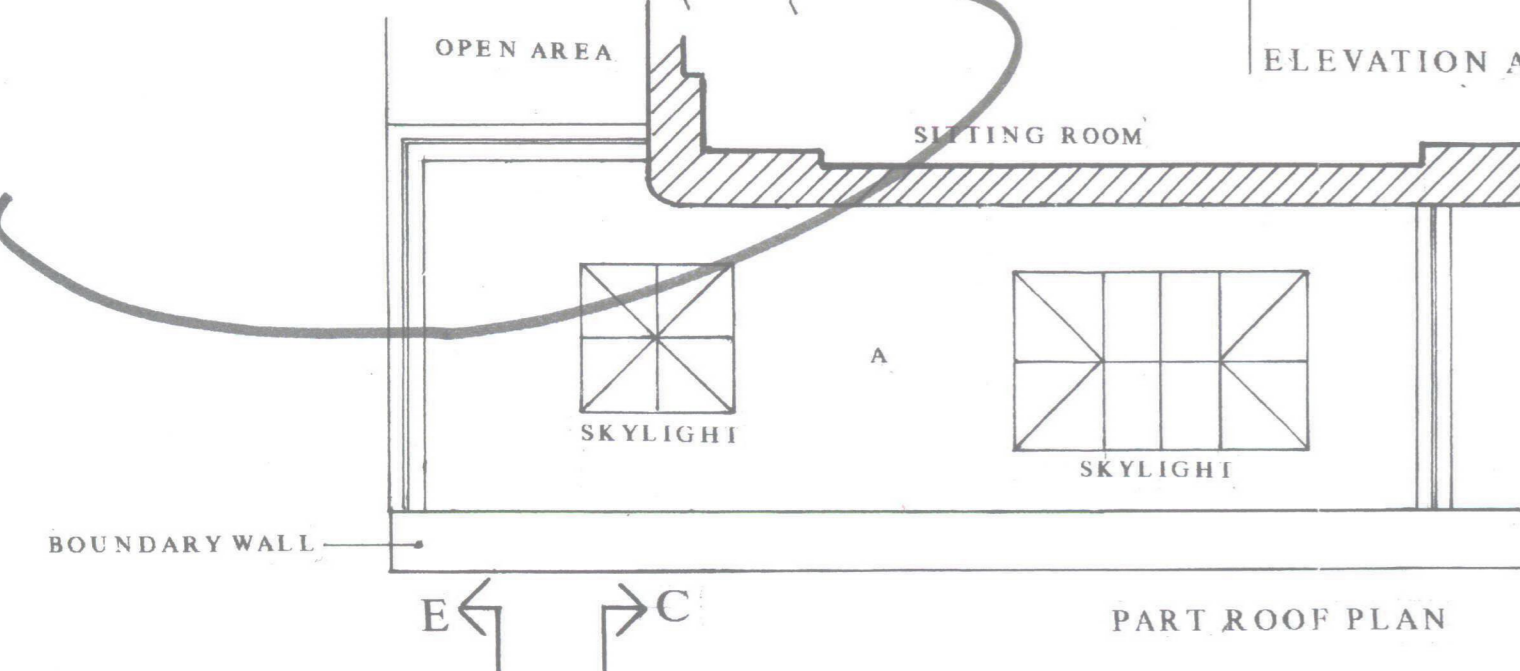 OPEN AREA
ELEVATION A
SITTING ROOM
A
SKYLIGHT
SKYLIGHT
BOUNDARY WALL
E
C
PART ROOF PLAN